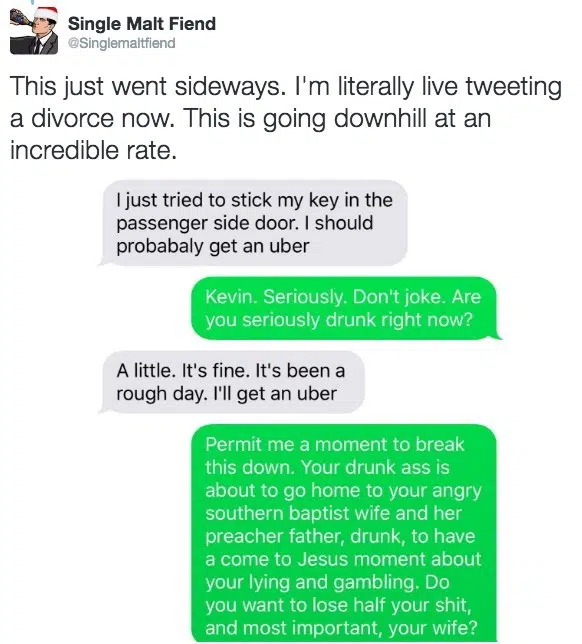 Single Malt Fiend
@Singlemaltfiend
This just went sideways. I'm literally live tweeting
a divorce now. This is going downhill at an
incredible rate.
I just tried to stick my key in the
passenger side door. I should
probabaly get an uber
Kevin. Seriously. Don't joke. Are
you seriously drunk right now?
A little. It's fine. It's been a
rough day. I'll get an uber
Permit me a moment to break
this down. Your drunk ass is
about to go home to your angry
southern baptist wife and her
preacher father, drunk, to have
a come to Jesus moment about
your lying and gambling. Do
you want to lose half your shit,
and most important, your wife?